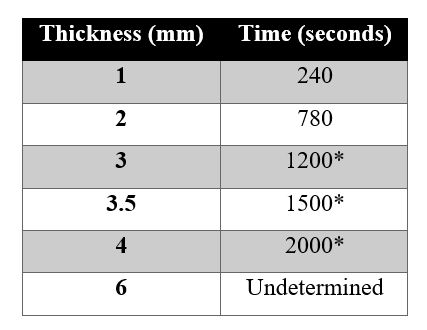 Thickness (mm) Time (seconds)
1 240
2 780
3 1200*
3.5 1500*
4 2000*
6 Undetermined